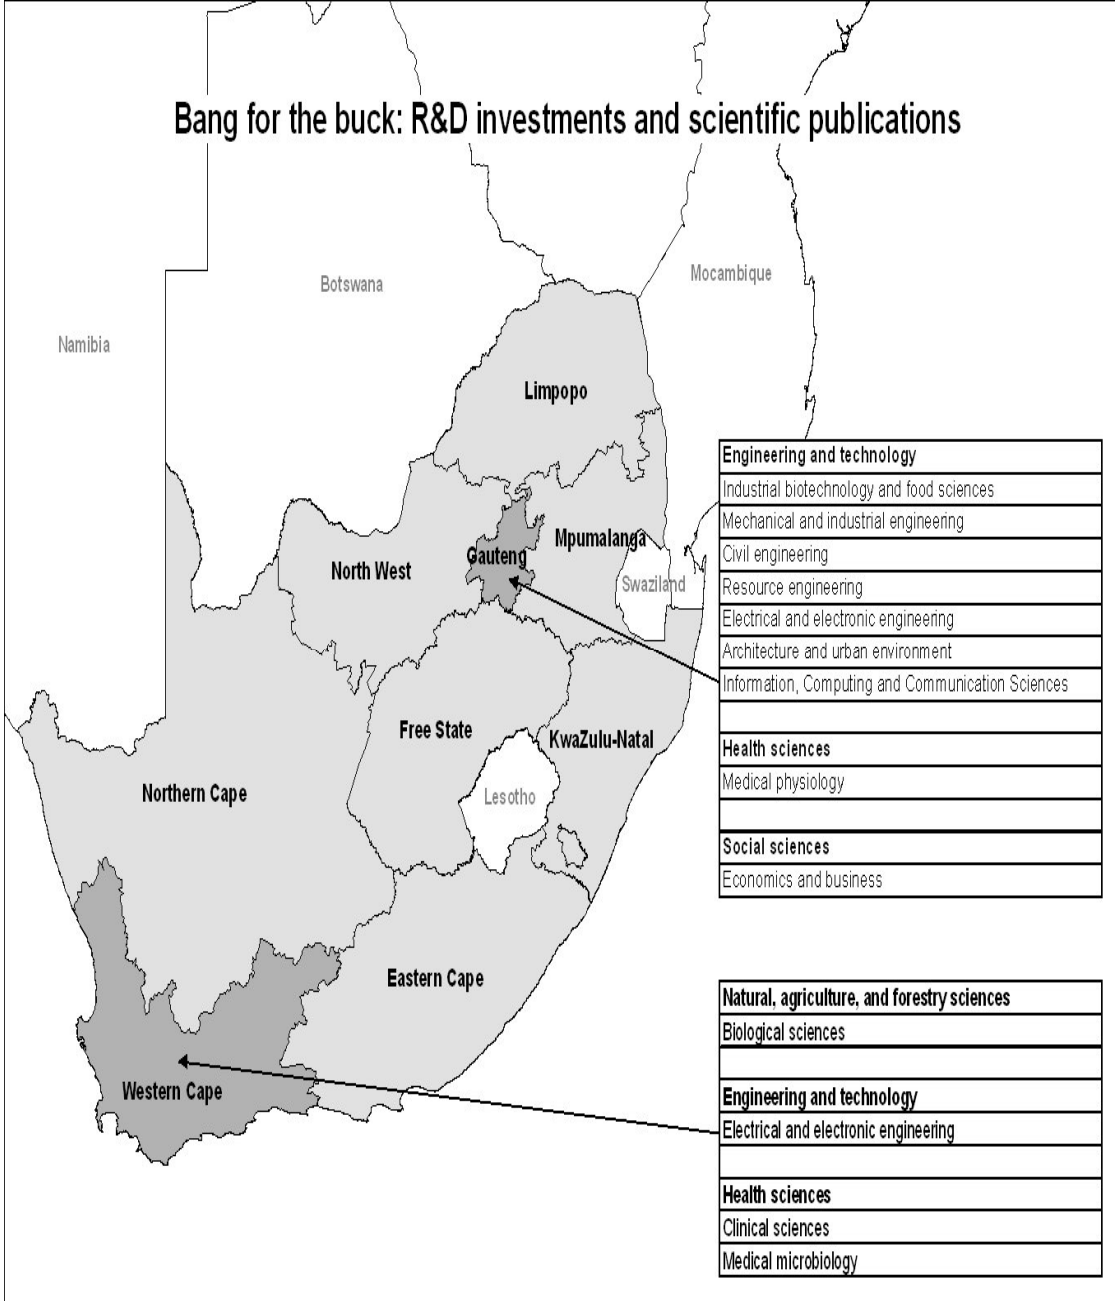 Bang for the buck: R&D investments and scientific publications
Mocambique
Botswana
Namibia
Limpopo
Mpumalanga
Gauteng
North West
Swaziland
Free State
KwaZulu-Natal
Northern Cape
Lesotho
Eastern Cape
Western Cape
Engineering and technology
Industrial biotechnology and food sciences
Mechanical and industrial engineering
Civil engineering
Resource engineering
Electrical and electronic engineering
Architecture and urban environment
Information, Computing and Communication Sciences
Health sciences
Medical physiology
Social sciences
Economics and business
Natural, agriculture, and forestry sciences
Biological sciences
Engineering and technology
Electrical and electronic engineering
Health sciences
Clinical sciences
Medical microbiology